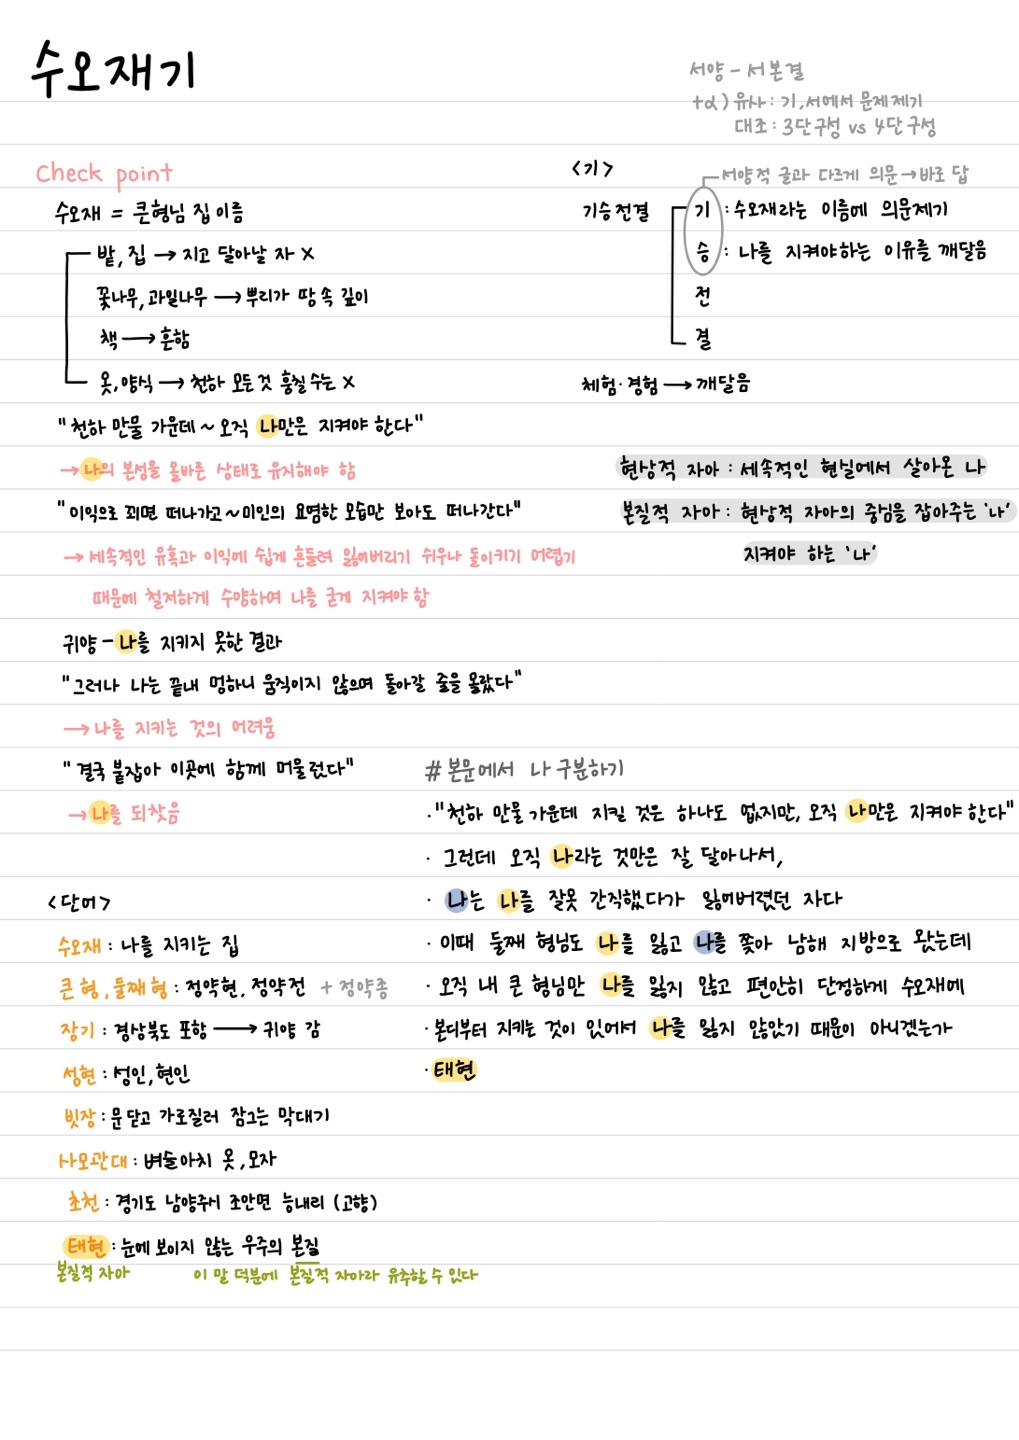 수오재기
서양 - 서본결
+α) 유사 : 기, 서에서 문제제기
대조 : 3단구성 vs 4단구성
Check point
수오재 = 큰형님 집 이름
밭, 집 → 지고 달아날 자 X
꽃나무, 과일나무 → 뿌리가 땅 속 깊이
책 → 흔함
옷, 양식 → 천하 모든 것 훔칠 수는 X
"천하 만물 가운데 ~ 오직 나만은 지켜야 한다"
→ 나의 본성을 올바른 상태로 유지해야 함
"이익으로 꾀면 떠나가고 ~ 미인의 요염한 모습만 보아도 떠나간다"
→ 세속적인 유혹과 이익에 쉽게 흔들려 잃어버리기 쉬우나 돌이키기 어렵기
때문에 철저하게 수양하여 나를 굳게 지켜야 함
귀양 - 나를 지키지 못한 결과
"그러나 나는 끝내 멍하니 움직이지 않으며 돌아갈 줄을 몰랐다"
→ 나를 지키는 것의 어려움
"결국 붙잡아 이곳에 함께 머물렀다"
→ 나를 되찾음
<기>
서양적 글과 다르게 의문 → 바로 답
기승전결
기 : 수오재라는 이름에 의문제기
승 : 나를 지켜야하는 이유를 깨달음
전
결
체험·경험 → 깨달음
현상적 자아 : 세속적인 현실에서 살아온 나
본질적 자아 : 현상적 자아의 중심을 잡아주는 '나'
지켜야 하는 '나'
# 본문에서 나 구분하기
· "천하 만물 가운데 지킬 것은 하나도 없지만, 오직 나만은 지켜야 한다"
· 그런데 오직 나라는 것만은 잘 달아나서,
· 나는 나를 잘못 간직했다가 잃어버렸던 자다
· 이때 둘째 형님도 나를 잃고 나를 쫓아 남해 지방으로 왔는데
· 오직 내 큰 형님만 나를 잃지 않고 편안히 단정하게 수오재에
· 본디부터 지키는 것이 있어서 나를 잃지 않았기 때문이 아니겠는가
· 태현
<단어>
수오재 : 나를 지키는 집
큰 형, 둘째 형 : 정약현, 정약전 + 정약종
장기 : 경상북도 포항 → 귀양 감
성현 : 성인, 현인
빗장 : 문 닫고 가로질러 잠그는 막대기
사모관대 : 벼슬아치 옷, 모자
초천 : 경기도 남양주시 조안면 능내리 (고향)
태현 : 눈에 보이지 않는 우주의 본질
본질적 자아
이 말 덕분에 본질적 자아라 유추할 수 있다